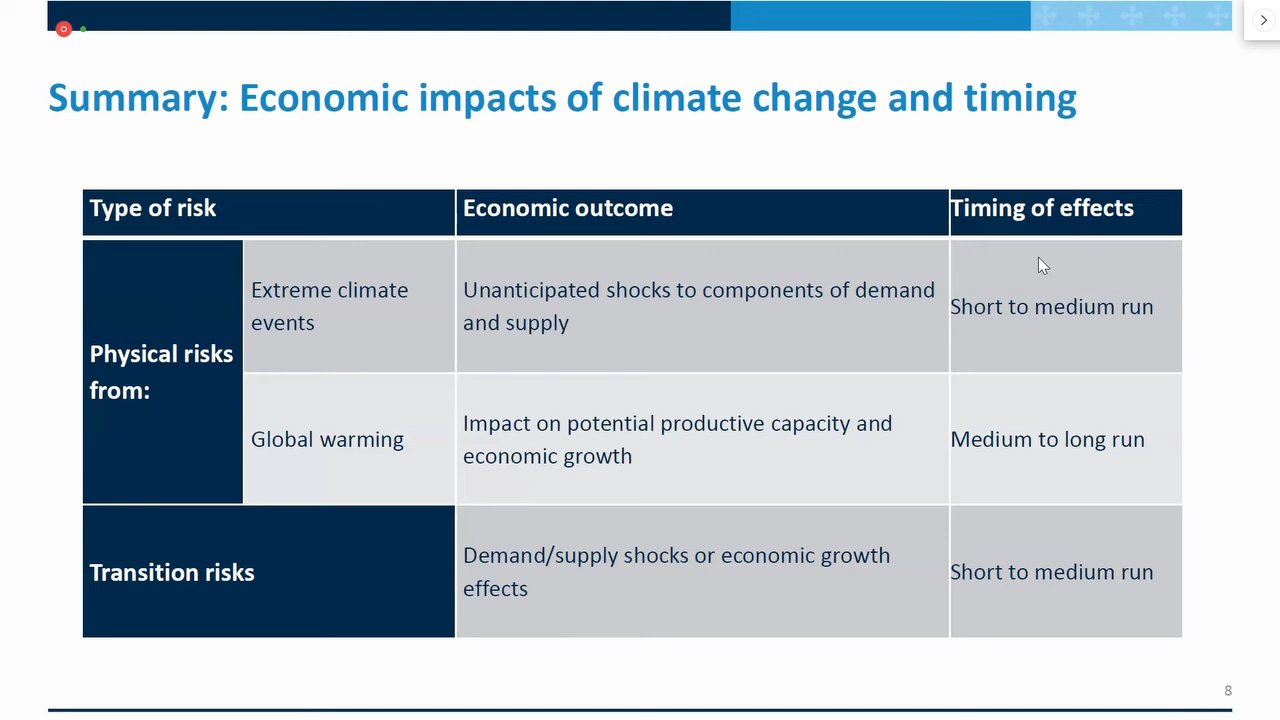 Summary: Economic impacts of climate change and timing
Type of risk
Economic outcome
Timing of effects
Physical risks
from:
Extreme climate
events
Unanticipated shocks to components of demand
and supply
Short to medium run
Global warming
Impact on potential productive capacity and
economic growth
Medium to long run
Transition risks
Demand/supply shocks or economic growth
effects
Short to medium run
8